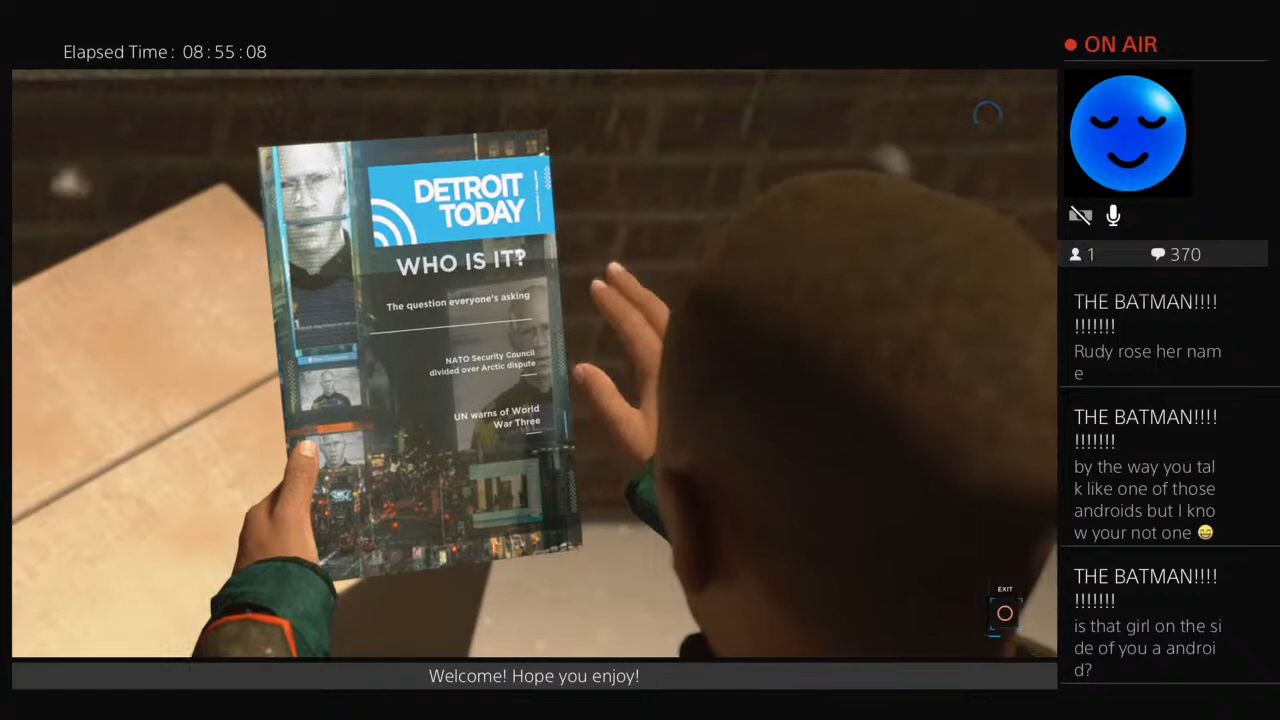 Elapsed Time: 08:55:08
ON AIR
DETROIT
TODAY
WHO IS IT?
The question everyone's asking
NATO Security Council
divided over Arctic dispute
UN warns of World
War Three
EXIT
Welcome! Hope you enjoy!
1 370
THE BATMAN!!!!
!!!!!!!
Rudy rose her nam
e
THE BATMAN!!!!
!!!!!!!
by the way you tal
k like one of those
androids but I kno
w your not one 😁
THE BATMAN!!!!
!!!!!!!
is that girl on the si
de of you a androi
d?